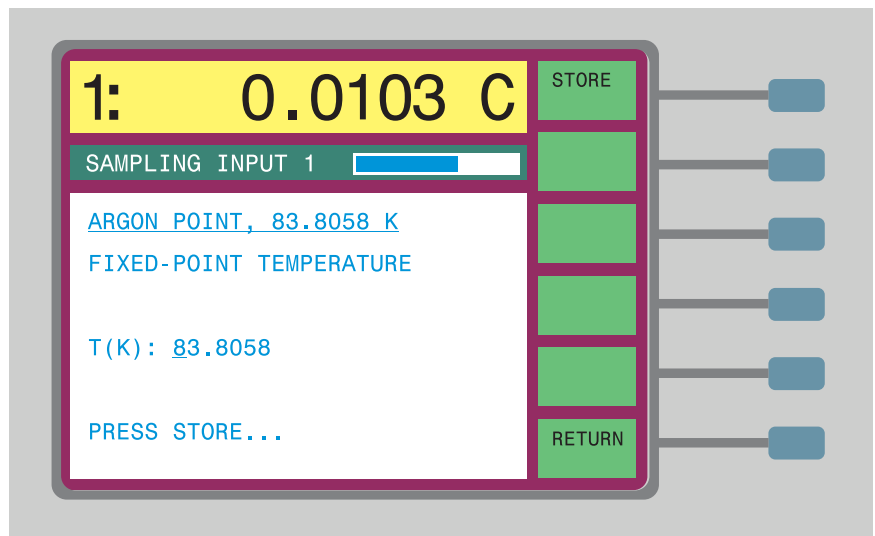 1: 0.0103 C
STORE
SAMPLING INPUT 1
ARGON POINT, 83.8058 K
FIXED-POINT TEMPERATURE
T(K): 83.8058
PRESS STORE...
RETURN